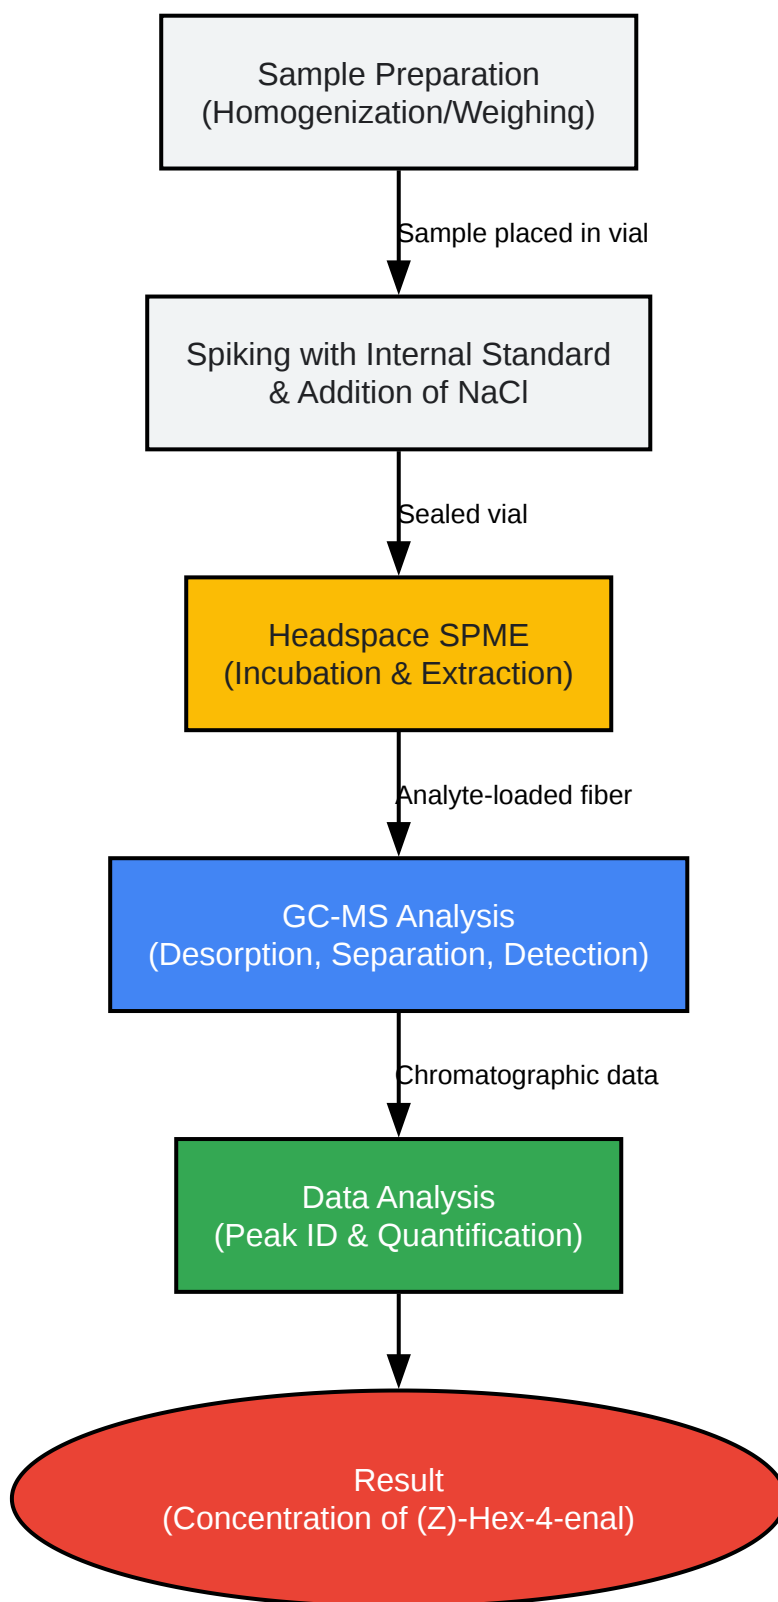 Sample Preparation
(Homogenization/Weighing)
Sample placed in vial
Spiking with Internal Standard
& Addition of NaCl
Sealed vial
Headspace SPME
(Incubation & Extraction)
Analyte-loaded fiber
GC-MS Analysis
(Desorption, Separation, Detection)
Chromatographic data
Data Analysis
(Peak ID & Quantification)
Result
(Concentration of (Z)-Hex-4-enal)